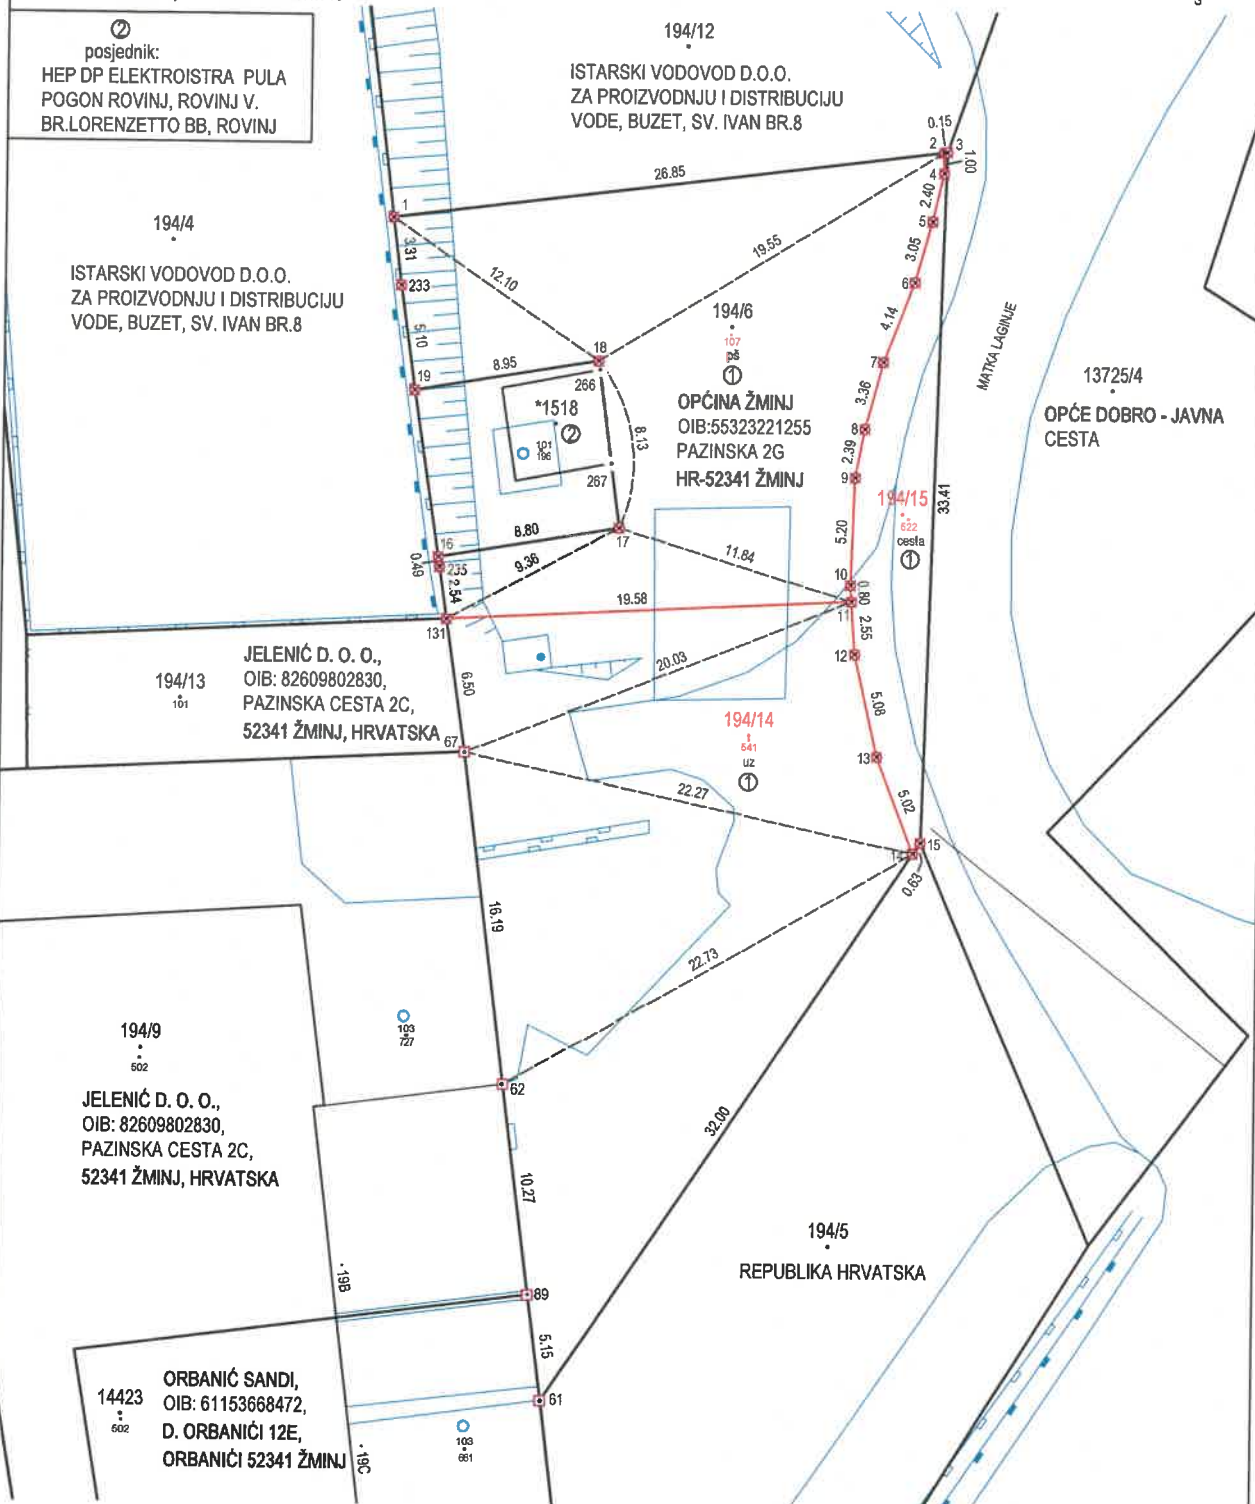 ②
posjednik:
HEP DP ELEKTROISTRA PULA
POGON ROVINJ, ROVINJ V.
BR.LORENZETTO BB, ROVINJ
194/12
ISTARSKI VODOVOD D.O.O.
ZA PROIZVODNJU I DISTRIBUCIJU
VODE, BUZET, SV. IVAN BR.8
0.15
2
3
1.00
4
26.85
2.40
5
3.05
6
194/4
ISTARSKI VODOVOD D.O.O.
ZA PROIZVODNJU I DISTRIBUCIJU
VODE, BUZET, SV. IVAN BR.8
1
3.31
233
5.10
12.10
19.55
19
8.95
18
266
*1518
②
101
196
267
8.13
194/6
107
pš
①
OPĆINA ŽMINJ
OIB:55323221255
PAZINSKA 2G
HR-52341 ŽMINJ
4.14
7
3.36
8
2.39
9
MATKA LAGINJE
13725/4
OPĆE DOBRO - JAVNA
CESTA
194/15
622
cesta
①
33.41
5.20
10
0.80
11
2.55
12
5.08
13
5.02
14
15
0.63
16
0.49
235
2.54
8.80
17
9.36
11.84
131
19.58
20.03
6.50
67
194/13
101
JELENIĆ D. O. O.,
OIB: 82609802830,
PAZINSKA CESTA 2C,
52341 ŽMINJ, HRVATSKA
194/14
641
uz
①
22.27
16.19
22.73
62
194/9
502
JELENIĆ D. O. O.,
OIB: 82609802830,
PAZINSKA CESTA 2C,
52341 ŽMINJ, HRVATSKA
103
727
10.27
32.00
194/5
REPUBLIKA HRVATSKA
19B
89
5.15
61
14423
602
ORBANIĆ SANDI,
OIB: 61153668472,
D. ORBANIĆI 12E,
ORBANIĆI 52341 ŽMINJ
19C
103
661